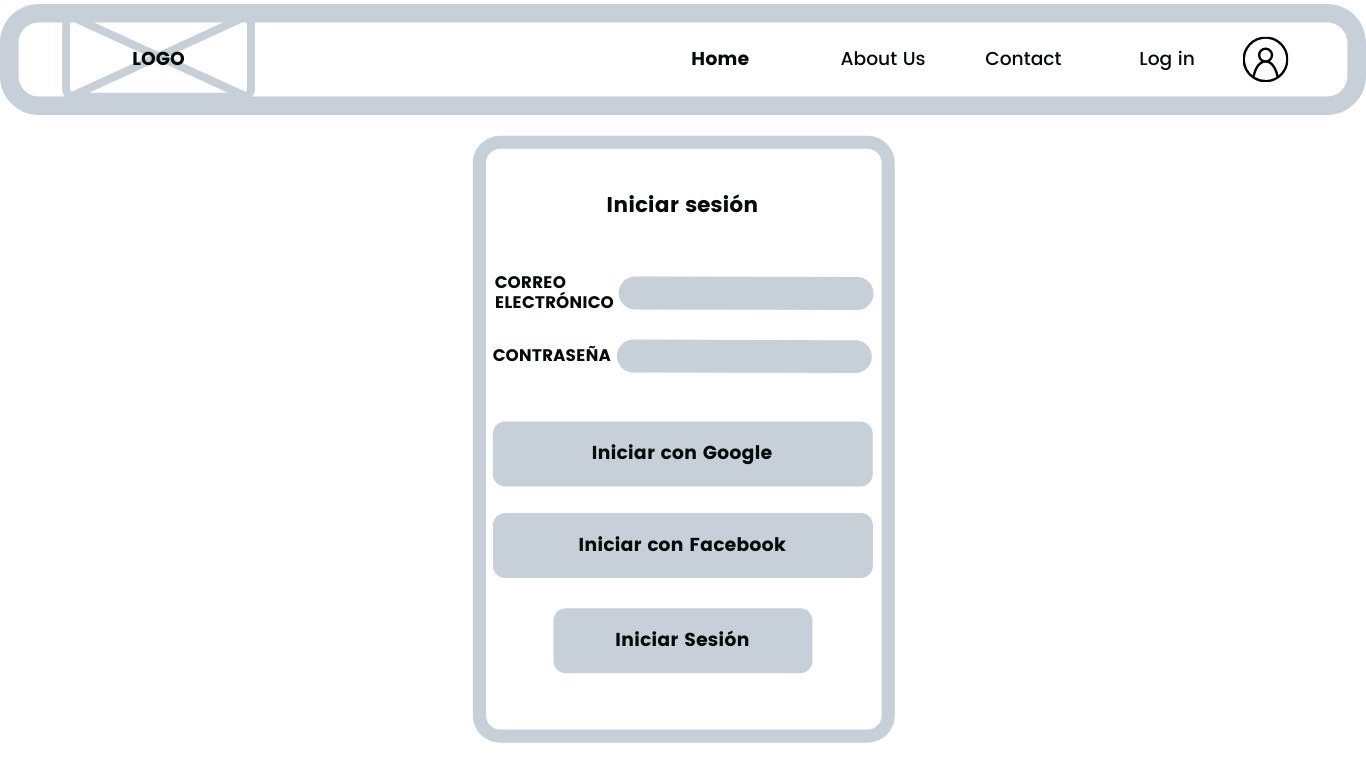 LOGO
Home
About Us
Contact
Log in
Iniciar sesión
CORREO
ELECTRÓNICO
CONTRASEÑA
Iniciar con Google
Iniciar con Facebook
Iniciar Sesión